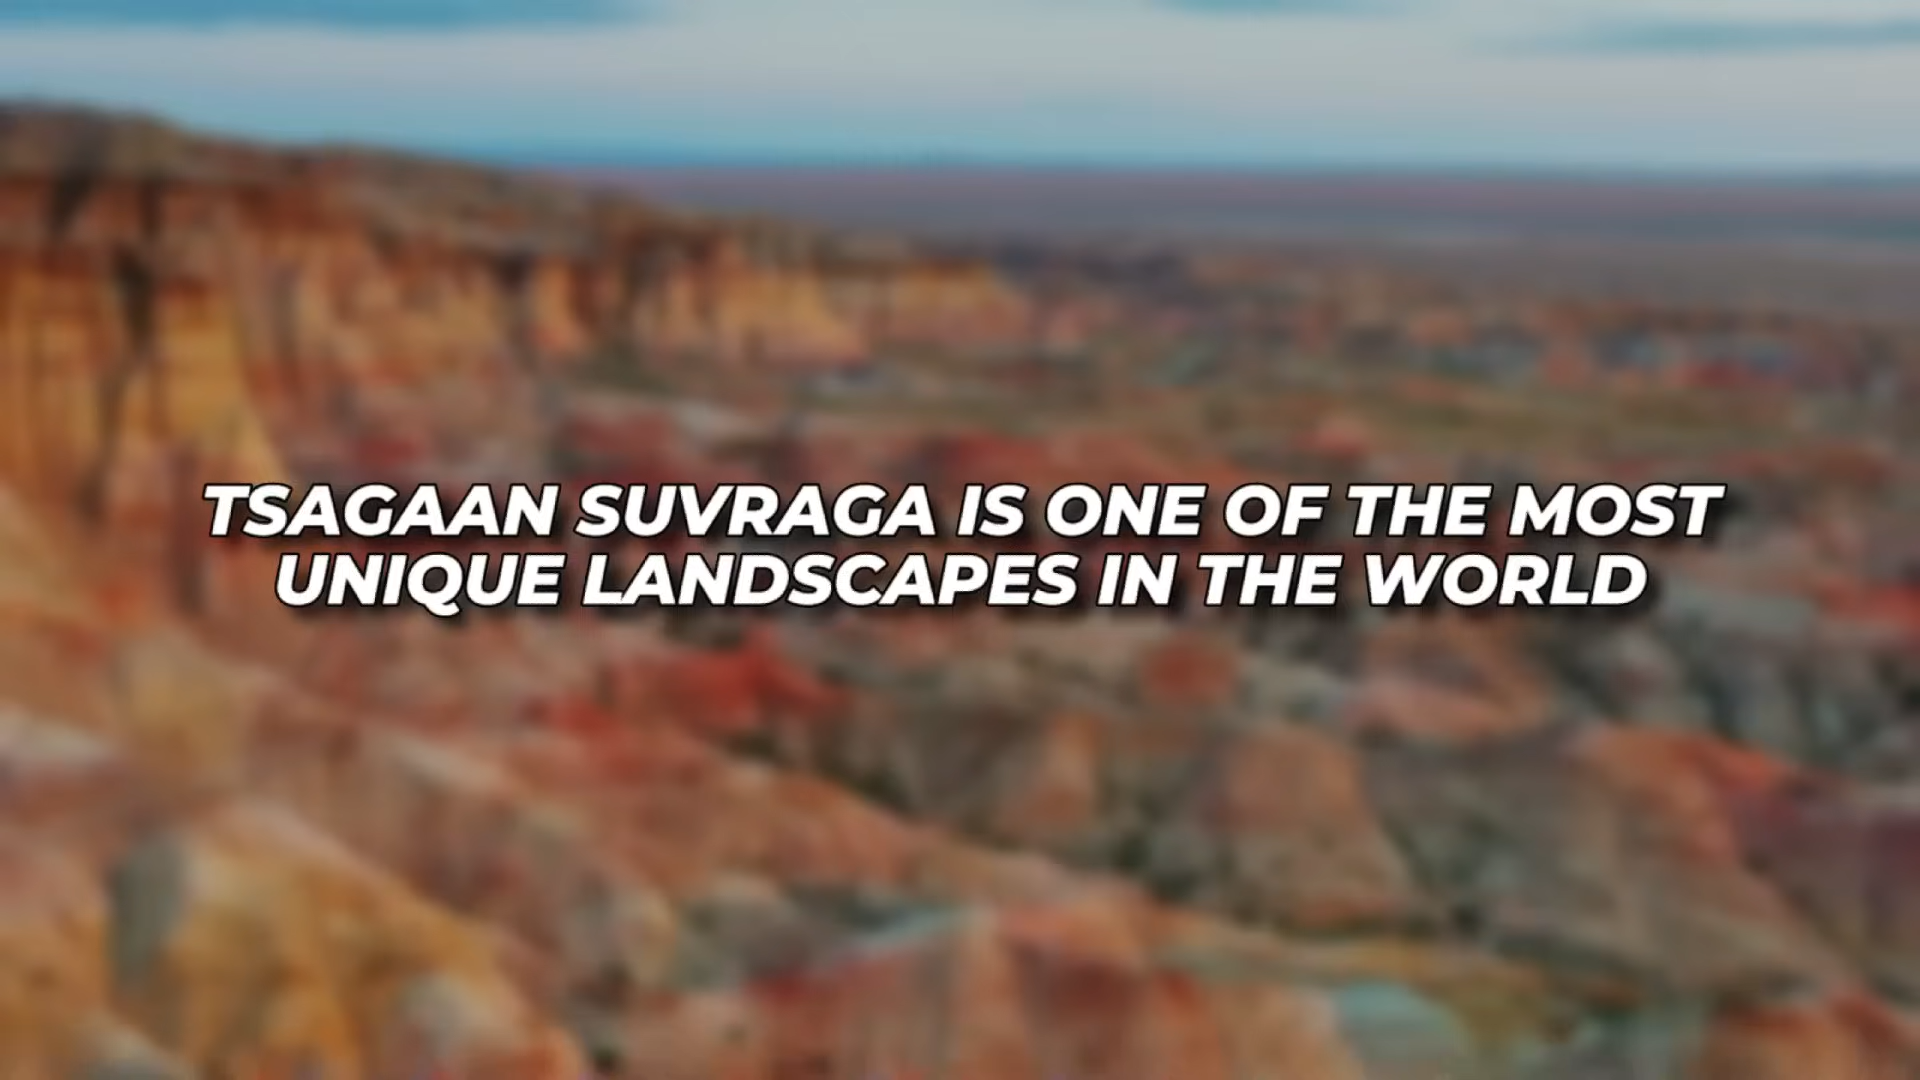 TSAGAAN SUVRAGA IS ONE OF THE MOST
UNIQUE LANDSCAPES IN THE WORLD